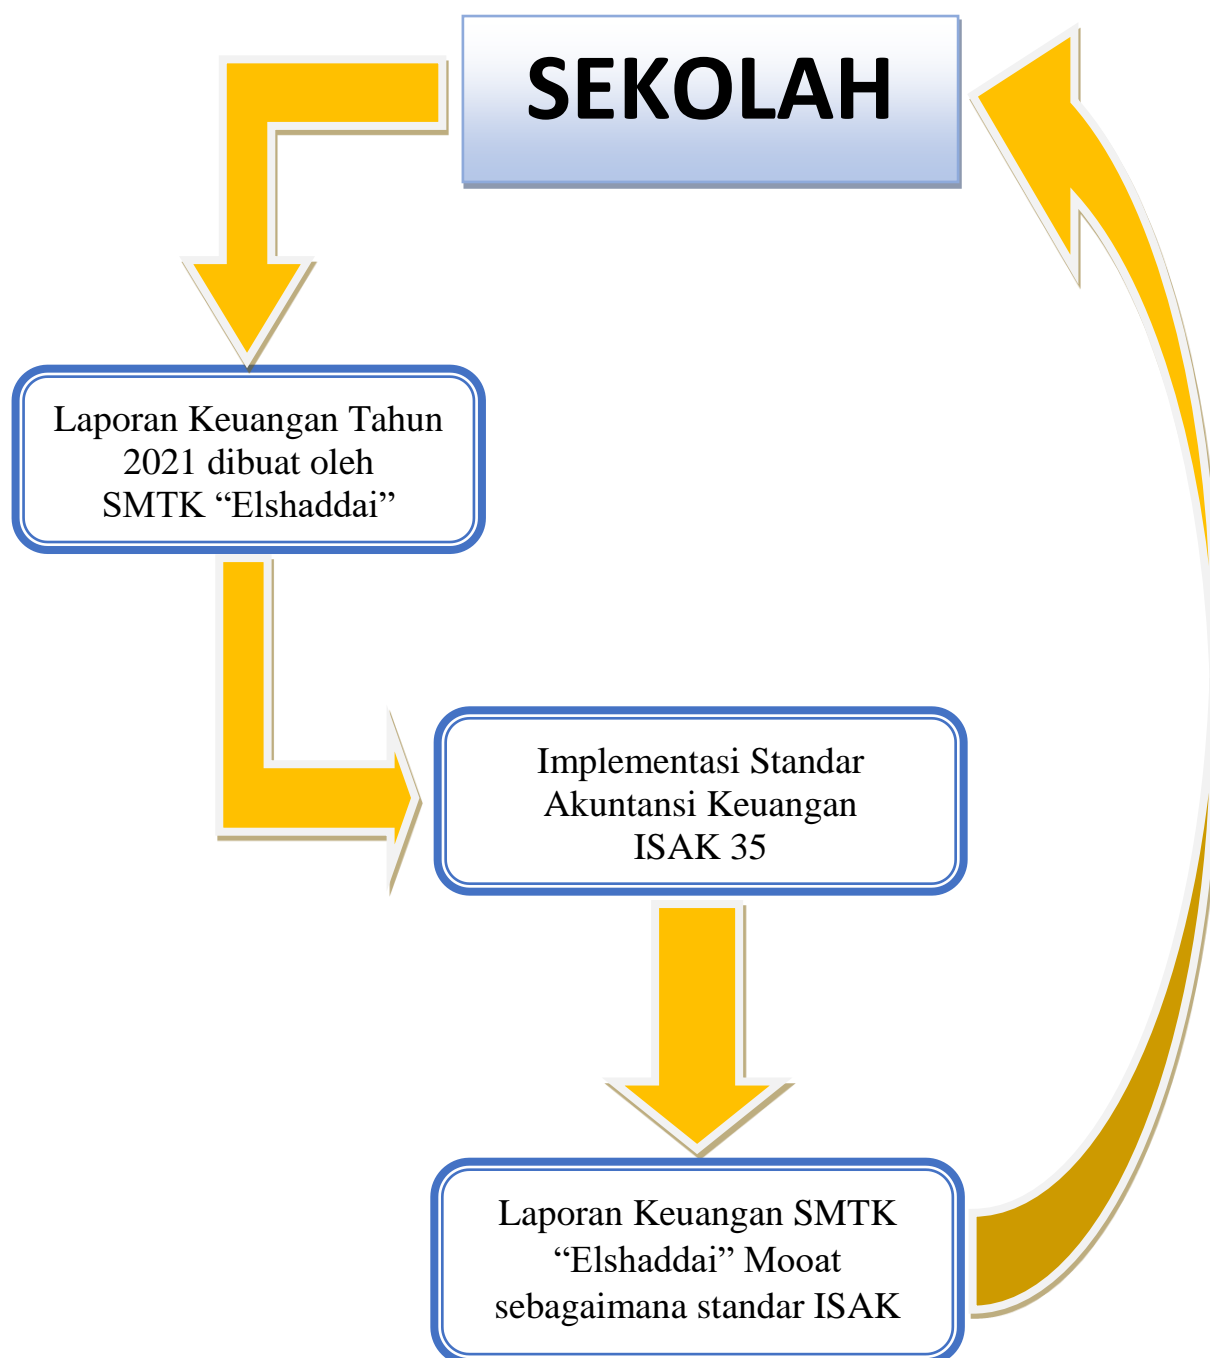 SEKOLAH
Laporan Keuangan Tahun
2021 dibuat oleh
SMTK “Elshaddai”
Implementasi Standar
Akuntansi Keuangan
ISAK 35
Laporan Keuangan SMTK
“Elshaddai” Mooat
sebagaimana standar ISAK